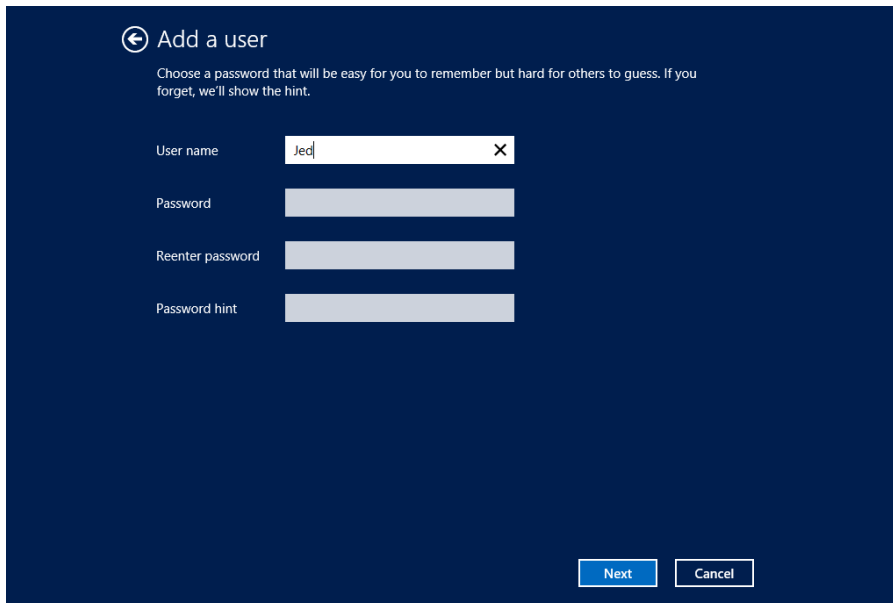 Add a user
Choose a password that will be easy for you to remember but hard for others to guess. If you
forget, we'll show the hint.
User name
Jed
Password
Reenter password
Password hint
Next
Cancel